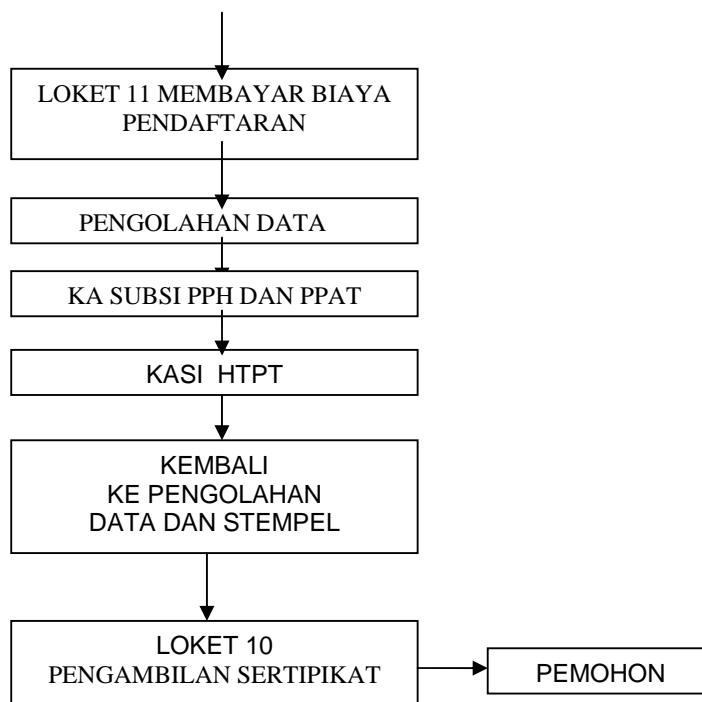 LOKET 11 MEMBAYAR BIAYA
PENDAFTARAN
PENGOLAHAN DATA
KA SUBSI PPH DAN PPAT
KASI HTPT
KEMBALI
KE PENGOLAHAN
DATA DAN STEMPEL
LOKET 10
PENGAMBILAN SERTIPIKAT
PEMOHON